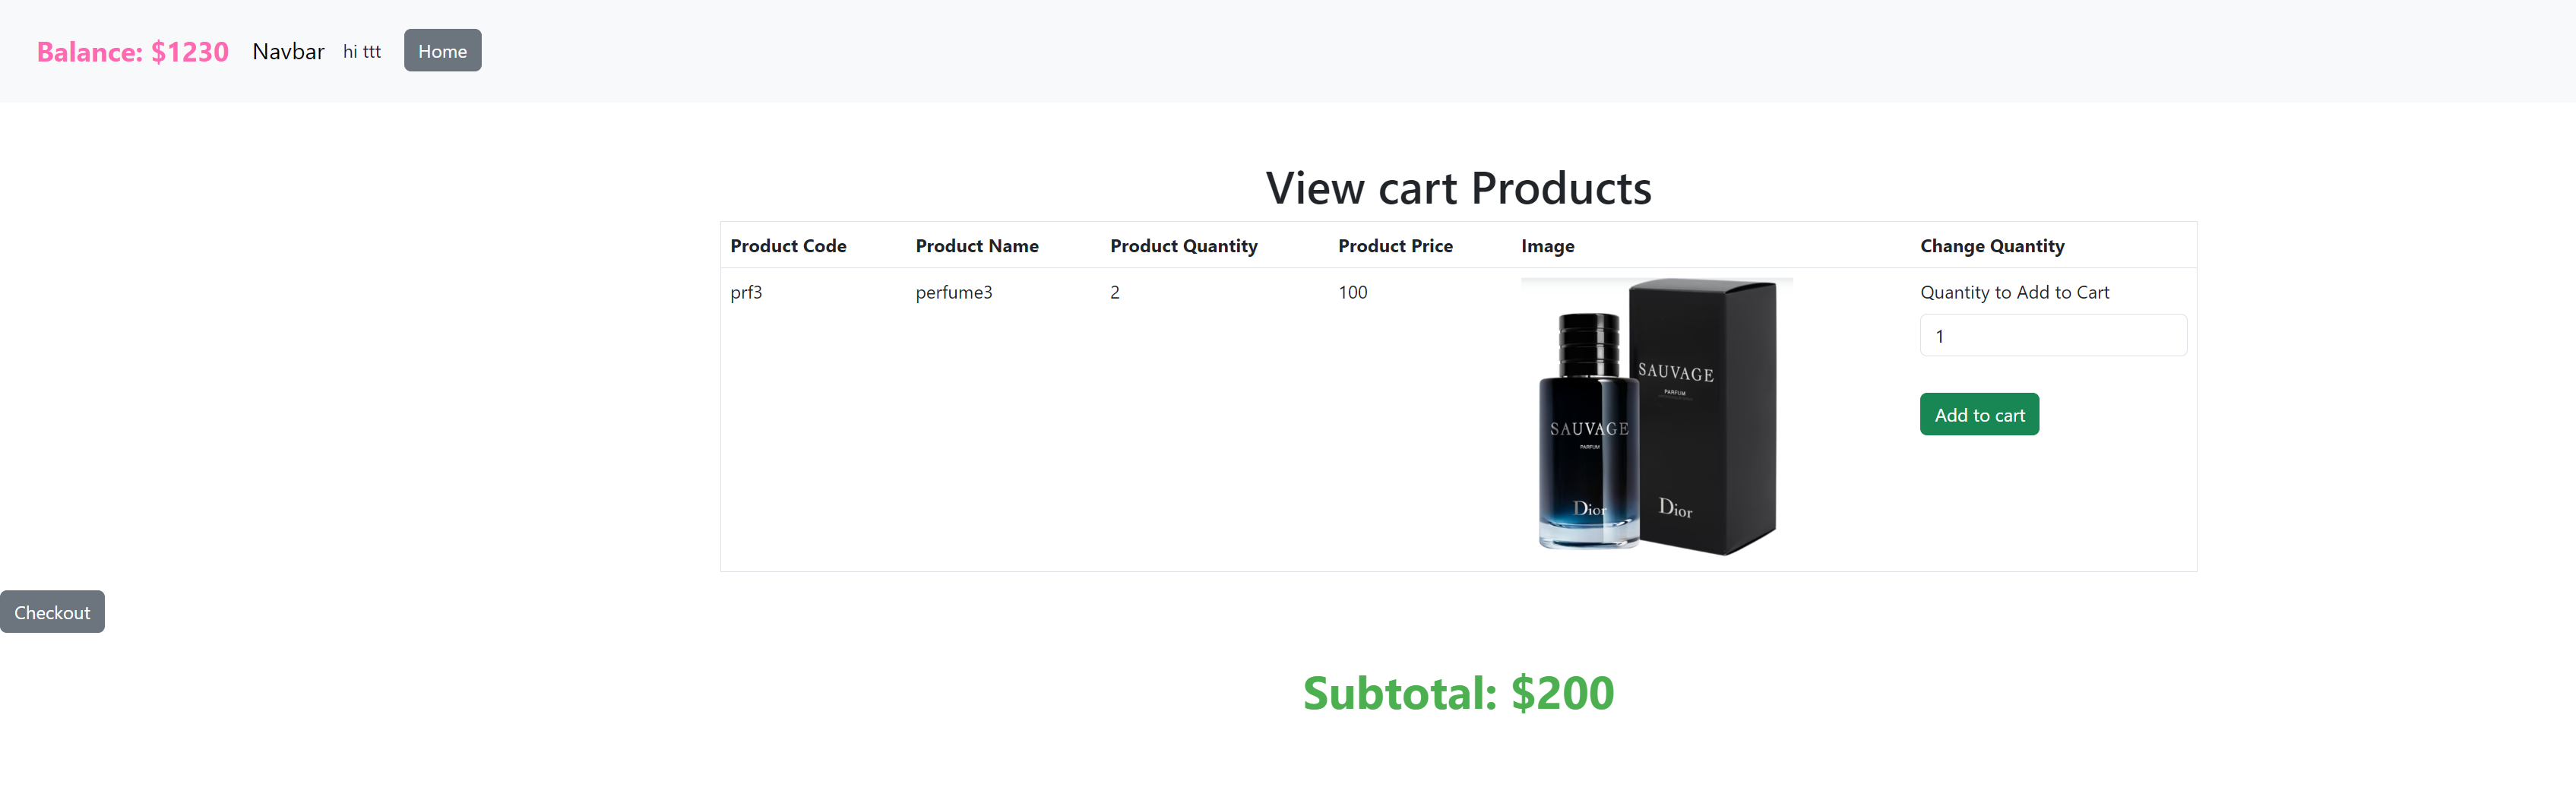 Balance: $1230 Navbar hi ttt Home
View cart Products
Product Code Product Name Product Quantity Product Price Image Change Quantity
prf3 perfume3 2 100 Quantity to Add to Cart
1
SAUVAGE
PARFUM
Add to cart
SAUVAGE
PARFUM
Dior
Dior
Checkout
Subtotal: $200